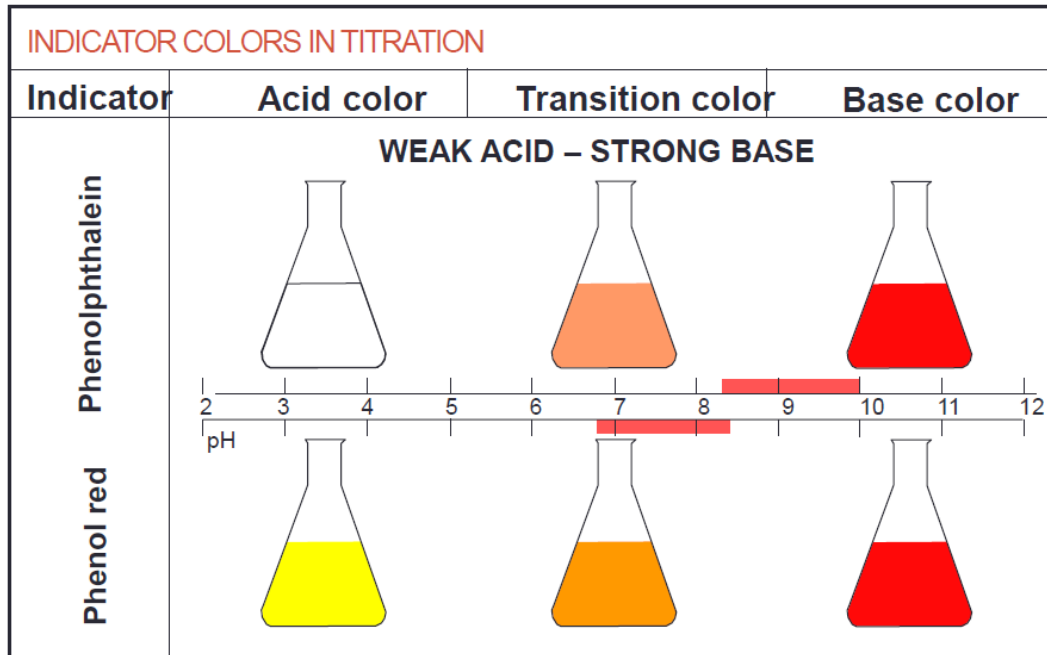 INDICATOR COLORS IN TITRATION
Indicator Acid color Transition color Base color
WEAK ACID – STRONG BASE
Phenolphthalein
2 3 4 5 6 7 8 9 10 11 12
pH
Phenol red